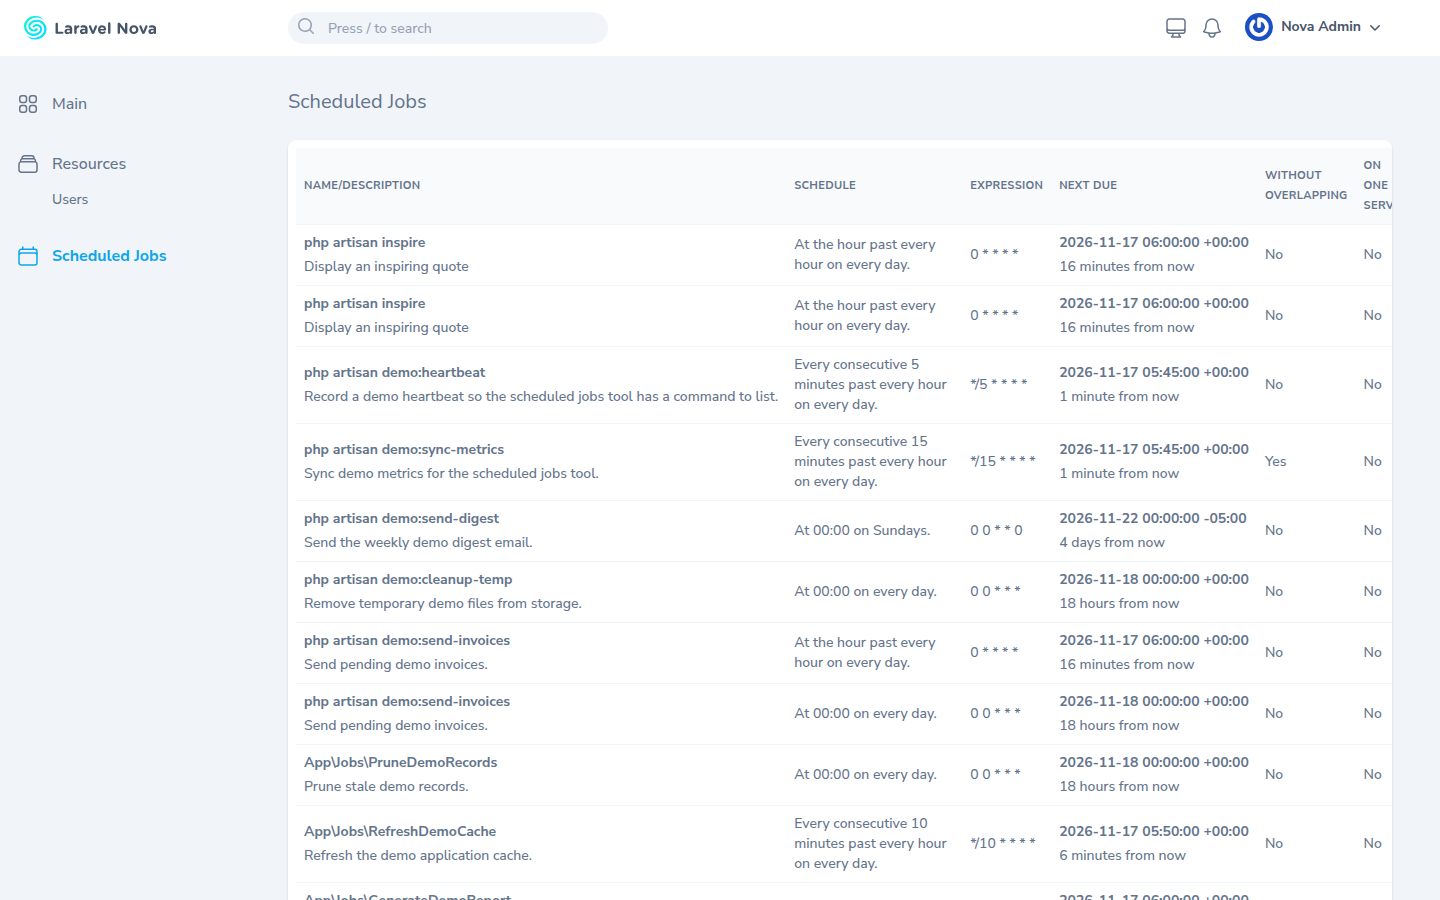 Laravel Nova
Press / to search
Nova Admin
Main
Resources
Users
Scheduled Jobs
Scheduled Jobs
NAME/DESCRIPTION SCHEDULE EXPRESSION NEXT DUE WITHOUT OVERLAPPING ON ONE SERV
php artisan inspire
Display an inspiring quote
At the hour past every
hour on every day.
0 * * * *
2026-11-17 06:00:00 +00:00
16 minutes from now
No
No
php artisan inspire
Display an inspiring quote
At the hour past every
hour on every day.
0 * * * *
2026-11-17 06:00:00 +00:00
16 minutes from now
No
No
php artisan demo:heartbeat
Record a demo heartbeat so the scheduled jobs tool has a command to list.
Every consecutive 5
minutes past every hour
on every day.
*/5 * * * *
2026-11-17 05:45:00 +00:00
1 minute from now
No
No
php artisan demo:sync-metrics
Sync demo metrics for the scheduled jobs tool.
Every consecutive 15
minutes past every hour
on every day.
*/15 * * * *
2026-11-17 05:45:00 +00:00
1 minute from now
Yes
No
php artisan demo:send-digest
Send the weekly demo digest email.
At 00:00 on Sundays.
0 0 * * 0
2026-11-22 00:00:00 -05:00
4 days from now
No
No
php artisan demo:cleanup-temp
Remove temporary demo files from storage.
At 00:00 on every day.
0 0 * * *
2026-11-18 00:00:00 +00:00
18 hours from now
No
No
php artisan demo:send-invoices
Send pending demo invoices.
At the hour past every
hour on every day.
0 * * * *
2026-11-17 06:00:00 +00:00
16 minutes from now
No
No
php artisan demo:send-invoices
Send pending demo invoices.
At 00:00 on every day.
0 0 * * *
2026-11-18 00:00:00 +00:00
18 hours from now
No
No
App\Jobs\PruneDemoRecords
Prune stale demo records.
At 00:00 on every day.
0 0 * * *
2026-11-18 00:00:00 +00:00
18 hours from now
No
No
App\Jobs\RefreshDemoCache
Refresh the demo application cache.
Every consecutive 10
minutes past every hour
on every day.
*/10 * * * *
2026-11-17 05:50:00 +00:00
6 minutes from now
No
No
App\Jobs\GenerateDemoReport
2026-11-17 06:00:00 +00:00